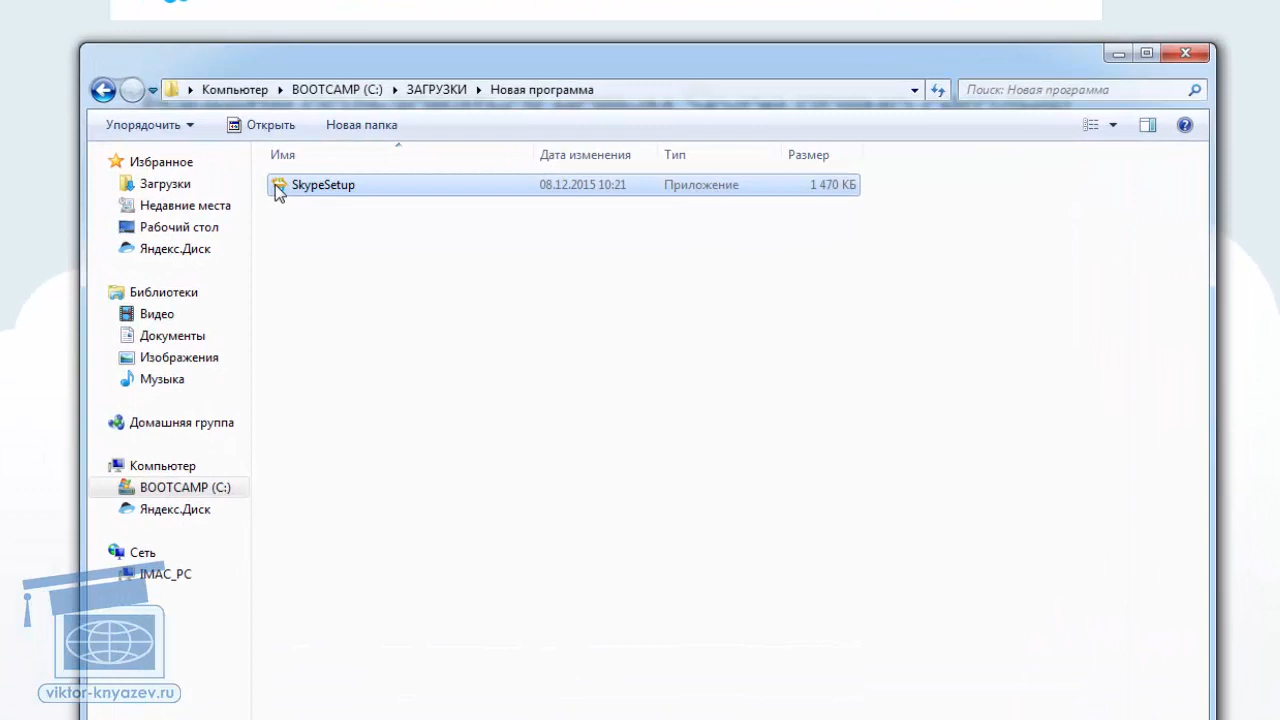 Компьютер BOOTCAMP (C:) ЗАГРУЗКИ Новая программа
Поиск: Новая программа
Упорядочить Открыть Новая папка
Имя Дата изменения Тип Размер
SkypeSetup 08.12.2015 10:21 Приложение 1 470 КБ
Избранное
Загрузки
Недавние места
Рабочий стол
Яндекс.Диск
Библиотеки
Видео
Документы
Изображения
Музыка
Домашняя группа
Компьютер
BOOTCAMP (C:)
Яндекс.Диск
Сеть
IMAC_PC
viktor-knyazev.ru